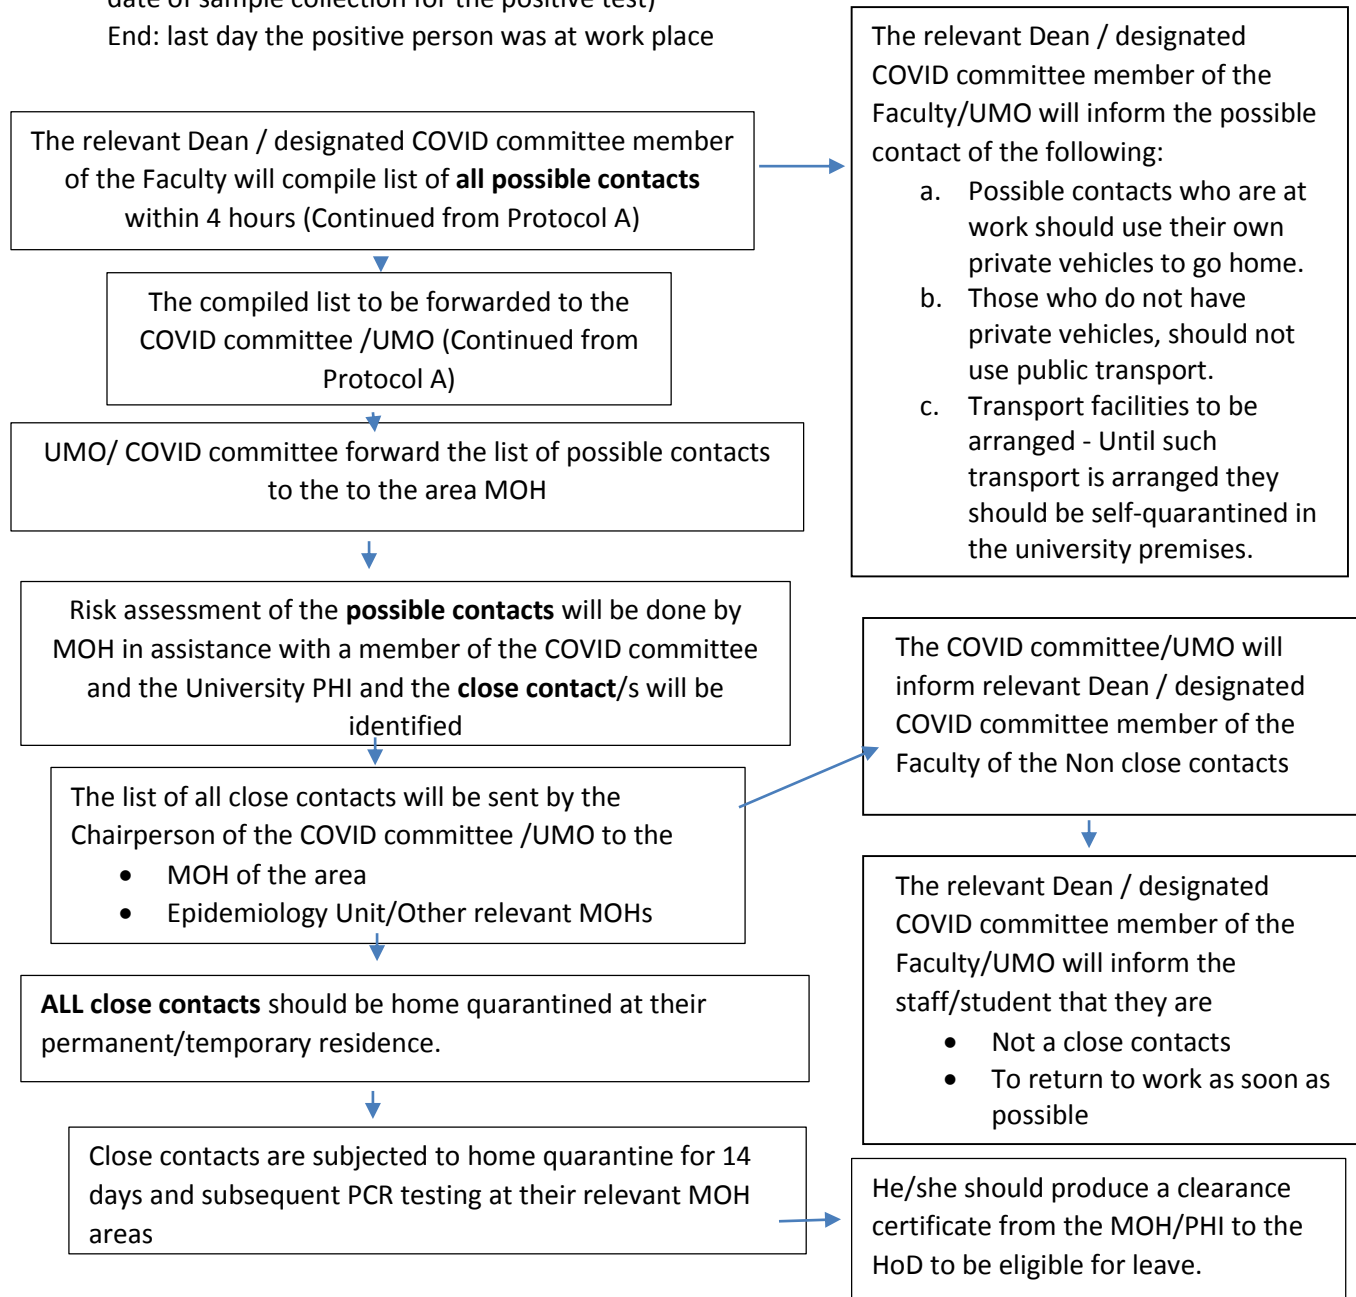 date of sample collection for the positive test)
End: last day the positive person was at work place
The relevant Dean / designated COVID committee member
of the Faculty will compile list of all possible contacts
within 4 hours (Continued from Protocol A)
The relevant Dean / designated
COVID committee member of the
Faculty/UMO will inform the possible
contact of the following:
a. Possible contacts who are at
work should use their own
private vehicles to go home.
b. Those who do not have
private vehicles, should not
use public transport.
c. Transport facilities to be
arranged - Until such
transport is arranged they
should be self-quarantined in
the university premises.
The compiled list to be forwarded to the
COVID committee /UMO (Continued from
Protocol A)
UMO/ COVID committee forward the list of possible contacts
to the to the area MOH
Risk assessment of the possible contacts will be done by
MOH in assistance with a member of the COVID committee
and the University PHI and the close contact/s will be
identified
The list of all close contacts will be sent by the
Chairperson of the COVID committee /UMO to the
• MOH of the area
• Epidemiology Unit/Other relevant MOHs
The COVID committee/UMO will
inform relevant Dean / designated
COVID committee member of the
Faculty of the Non close contacts
The relevant Dean / designated
COVID committee member of the
Faculty/UMO will inform the
staff/student that they are
• Not a close contacts
• To return to work as soon as
possible
ALL close contacts should be home quarantined at their
permanent/temporary residence.
Close contacts are subjected to home quarantine for 14
days and subsequent PCR testing at their relevant MOH
areas
He/she should produce a clearance
certificate from the MOH/PHI to the
HoD to be eligible for leave.